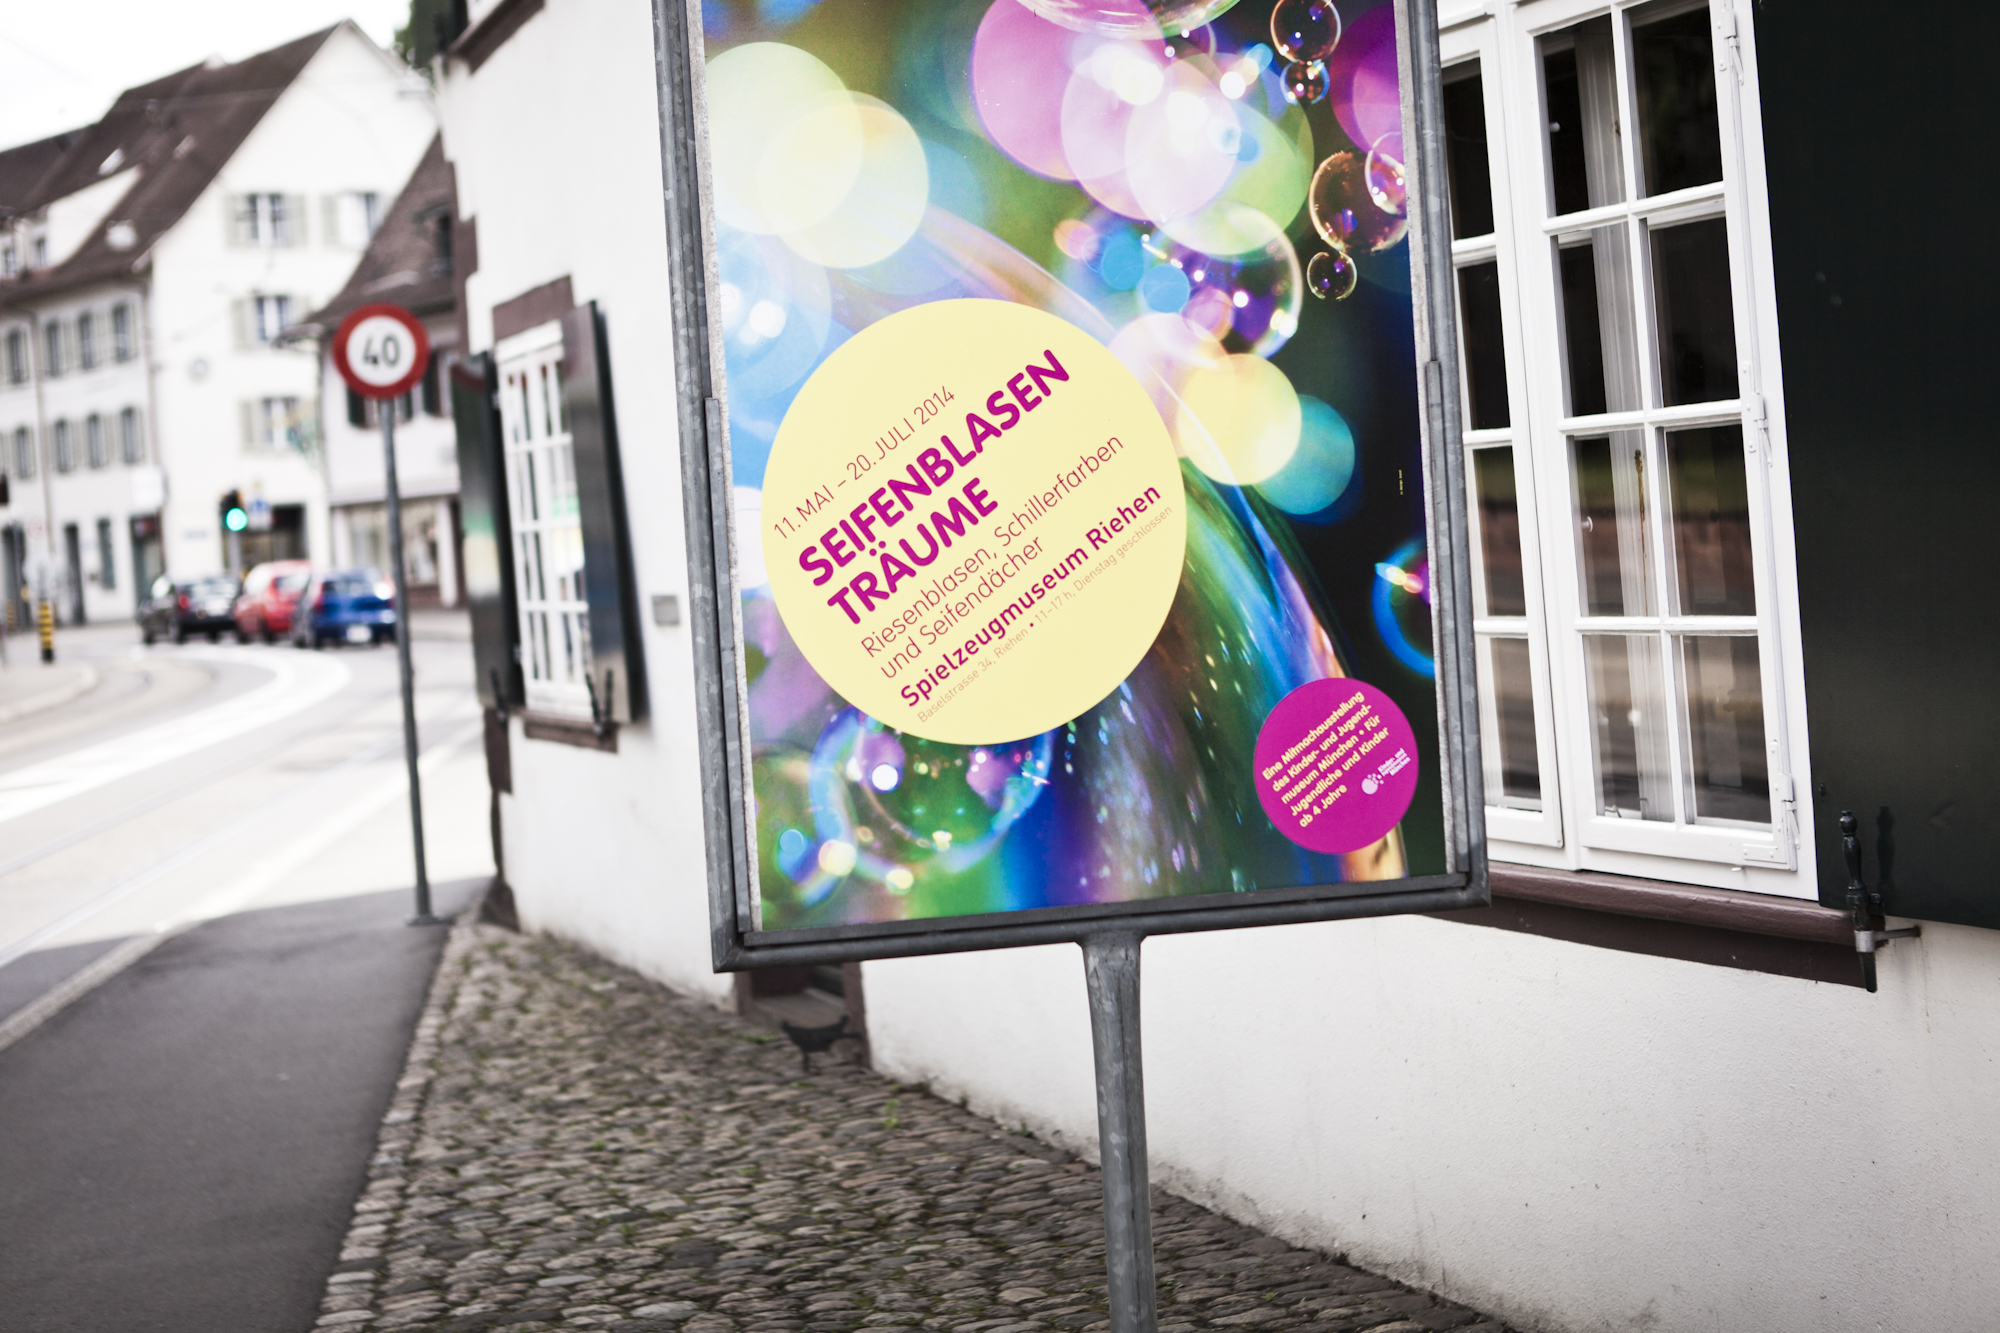 40
11. MAI – 20. JULI 2014
SEIFENBLASEN
TRÄUME
Riesenblasen, Schillerfarben
und Seifendächer
Spielzeugmuseum Riehen
Baselstrasse 34, Riehen • 11–17 h, Dienstag geschlossen
Eine Mitmachausstellung
des Kinder- und Jugend-
museum München • Für
Jugendliche und Kinder
ab 4 Jahre